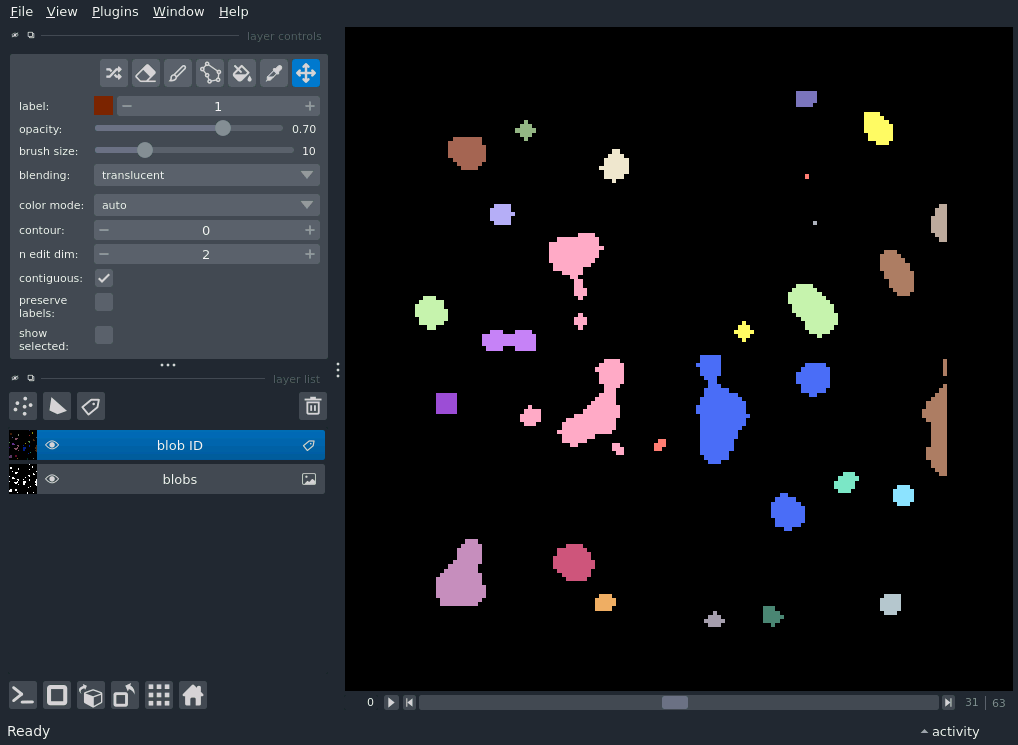 File View Plugins Window Help
layer controls
label: 1
opacity: 0.70
brush size: 10
blending: translucent
color mode: auto
contour: 0
n edit dim: 2
contiguous:
preserve
labels:
show
selected:
layer list
blob ID
blobs
0 31 | 63
Ready activity